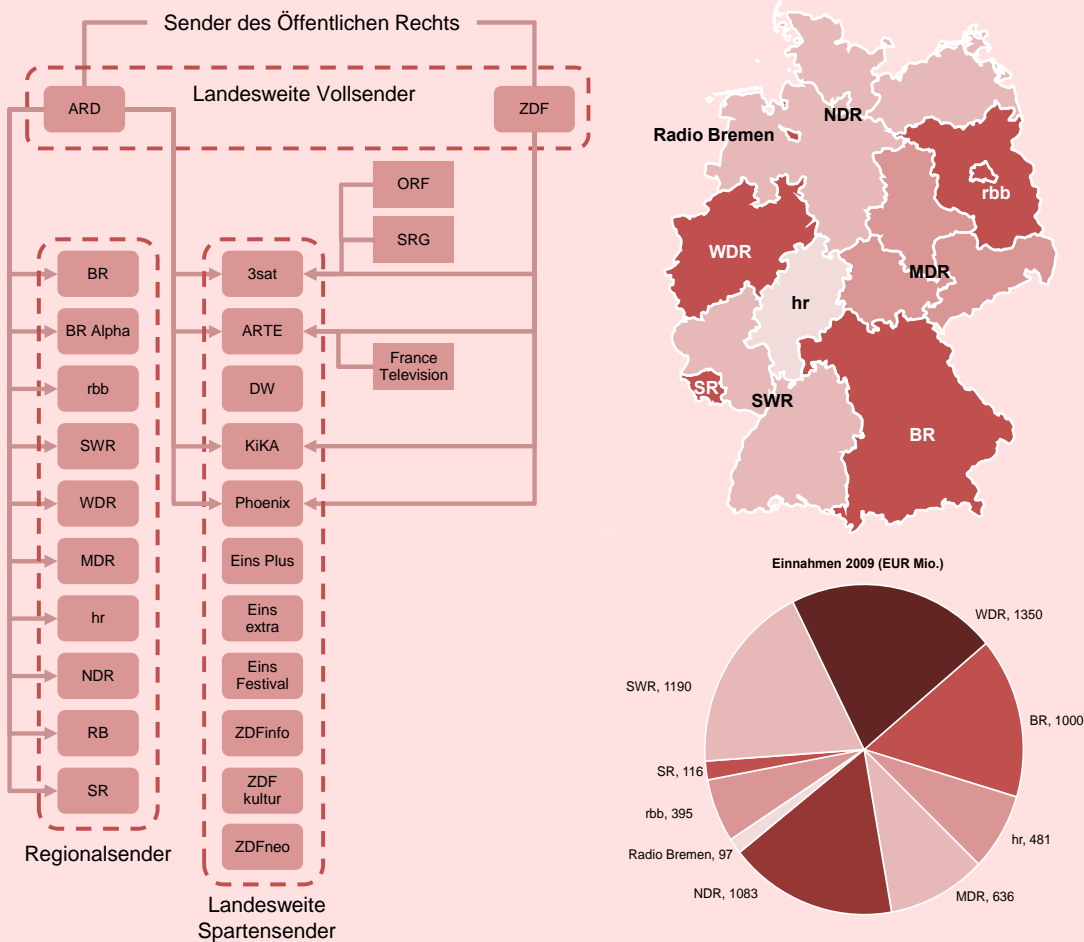 Sender des Öffentlichen Rechts
Landesweite Vollsender
ARD
ZDF
ORF
SRG
BR
BR Alpha
rbb
SWR
WDR
MDR
hr
NDR
RB
SR
Regionalsender
3sat
ARTE
France
Television
DW
KiKA
Phoenix
Eins Plus
Eins
extra
Eins
Festival
ZDFinfo
ZDF
kultur
ZDFneo
Landesweite
Spartensender
NDR
Radio Bremen
rbb
WDR
MDR
hr
SR
SWR
BR
Einnahmen 2009 (EUR Mio.)
WDR, 1350
BR, 1000
hr, 481
MDR, 636
NDR, 1083
Radio Bremen, 97
rbb, 395
SR, 116
SWR, 1190